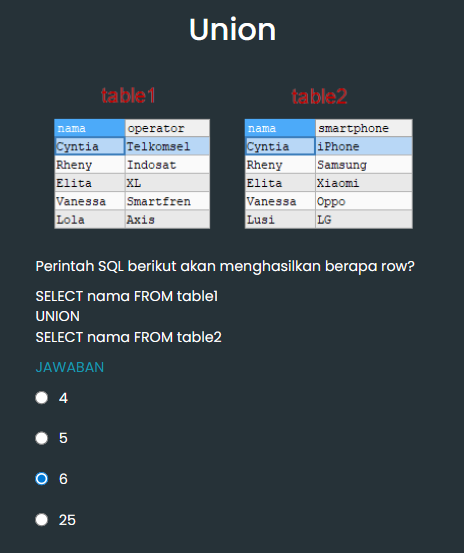 Union
table1 table2
nama operator nama smartphone
Cyntia Telkomsel Cyntia iPhone
Rheny Indosat Rheny Samsung
Elita XL Elita Xiaomi
Vanessa Smartfren Vanessa Oppo
Lola Axis Lusi LG
Perintah SQL berikut akan menghasilkan berapa row?
SELECT nama FROM table1
UNION
SELECT nama FROM table2
JAWABAN
4
5
6
25